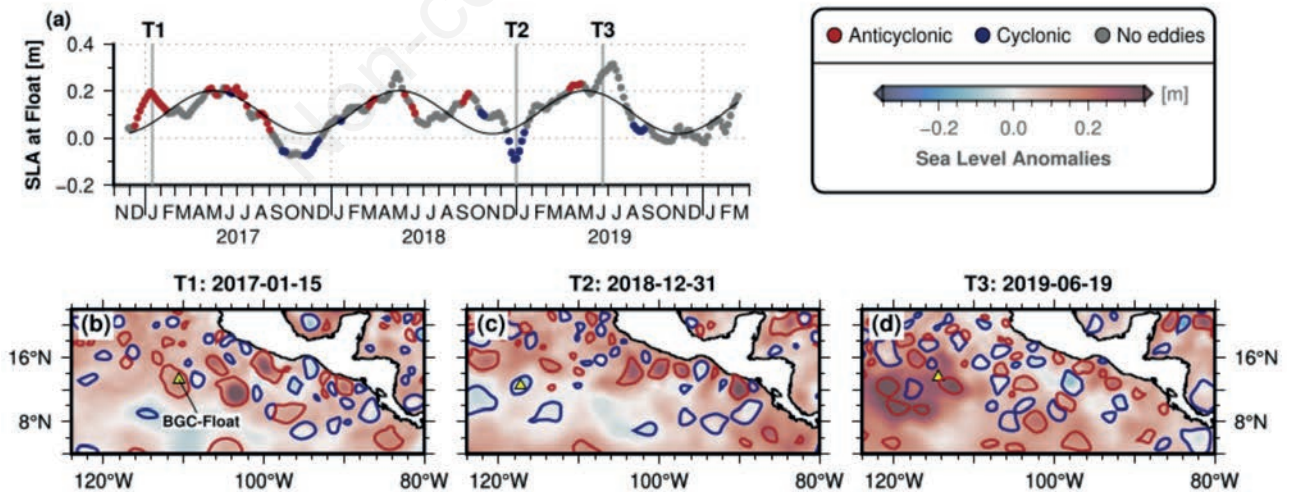 (a)
T1 T2 T3
SLA at Float [m]
0.4
0.2
0.0
−0.2
N D J F M A M J J A S O N D J F M A M J J A S O N D J F M A M J J A S O N D J F M
2017 2018 2019
Anticyclonic Cyclonic No eddies
[m]
−0.2 0.0 0.2
Sea Level Anomalies
T1: 2017-01-15 T2: 2018-12-31 T3: 2019-06-19
(b) (c) (d)
16°N 16°N
BGC-Float
8°N 8°N
120°W 100°W 80°W 120°W 100°W 80°W 120°W 100°W 80°W